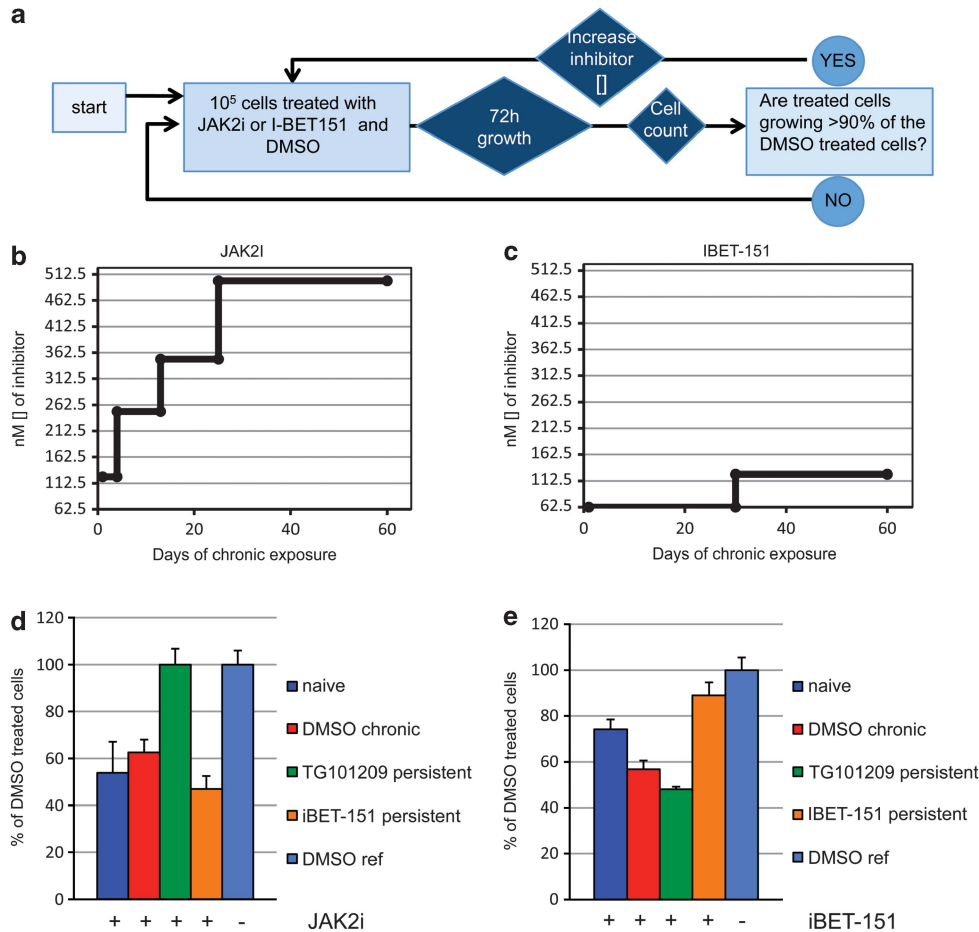 a
start
10⁵ cells treated with
JAK2i or I-BET151 and
DMSO
72h
growth
Increase
inhibitor
[]
Cell
count
YES
Are treated cells
growing >90% of the
DMSO treated cells?
NO
b
JAK2I
nM [] of inhibitor
512.5
462.5
412.5
362.5
312.5
262.5
212.5
162.5
112.5
62.5
0 20 40 60
Days of chronic exposure
c
IBET-151
nM [] of inhibitor
512.5
462.5
412.5
362.5
312.5
262.5
212.5
162.5
112.5
62.5
0 20 40 60
Days of chronic exposure
d
% of DMSO treated cells
120
100
80
60
40
20
0
+ + + + - JAK2i
naive
DMSO chronic
TG101209 persistent
iBET-151 persistent
DMSO ref
e
% of DMSO treated cells
120
100
80
60
40
20
0
+ + + + - iBET-151
naive
DMSO chronic
TG101209 persistent
IBET-151 persistent
DMSO ref